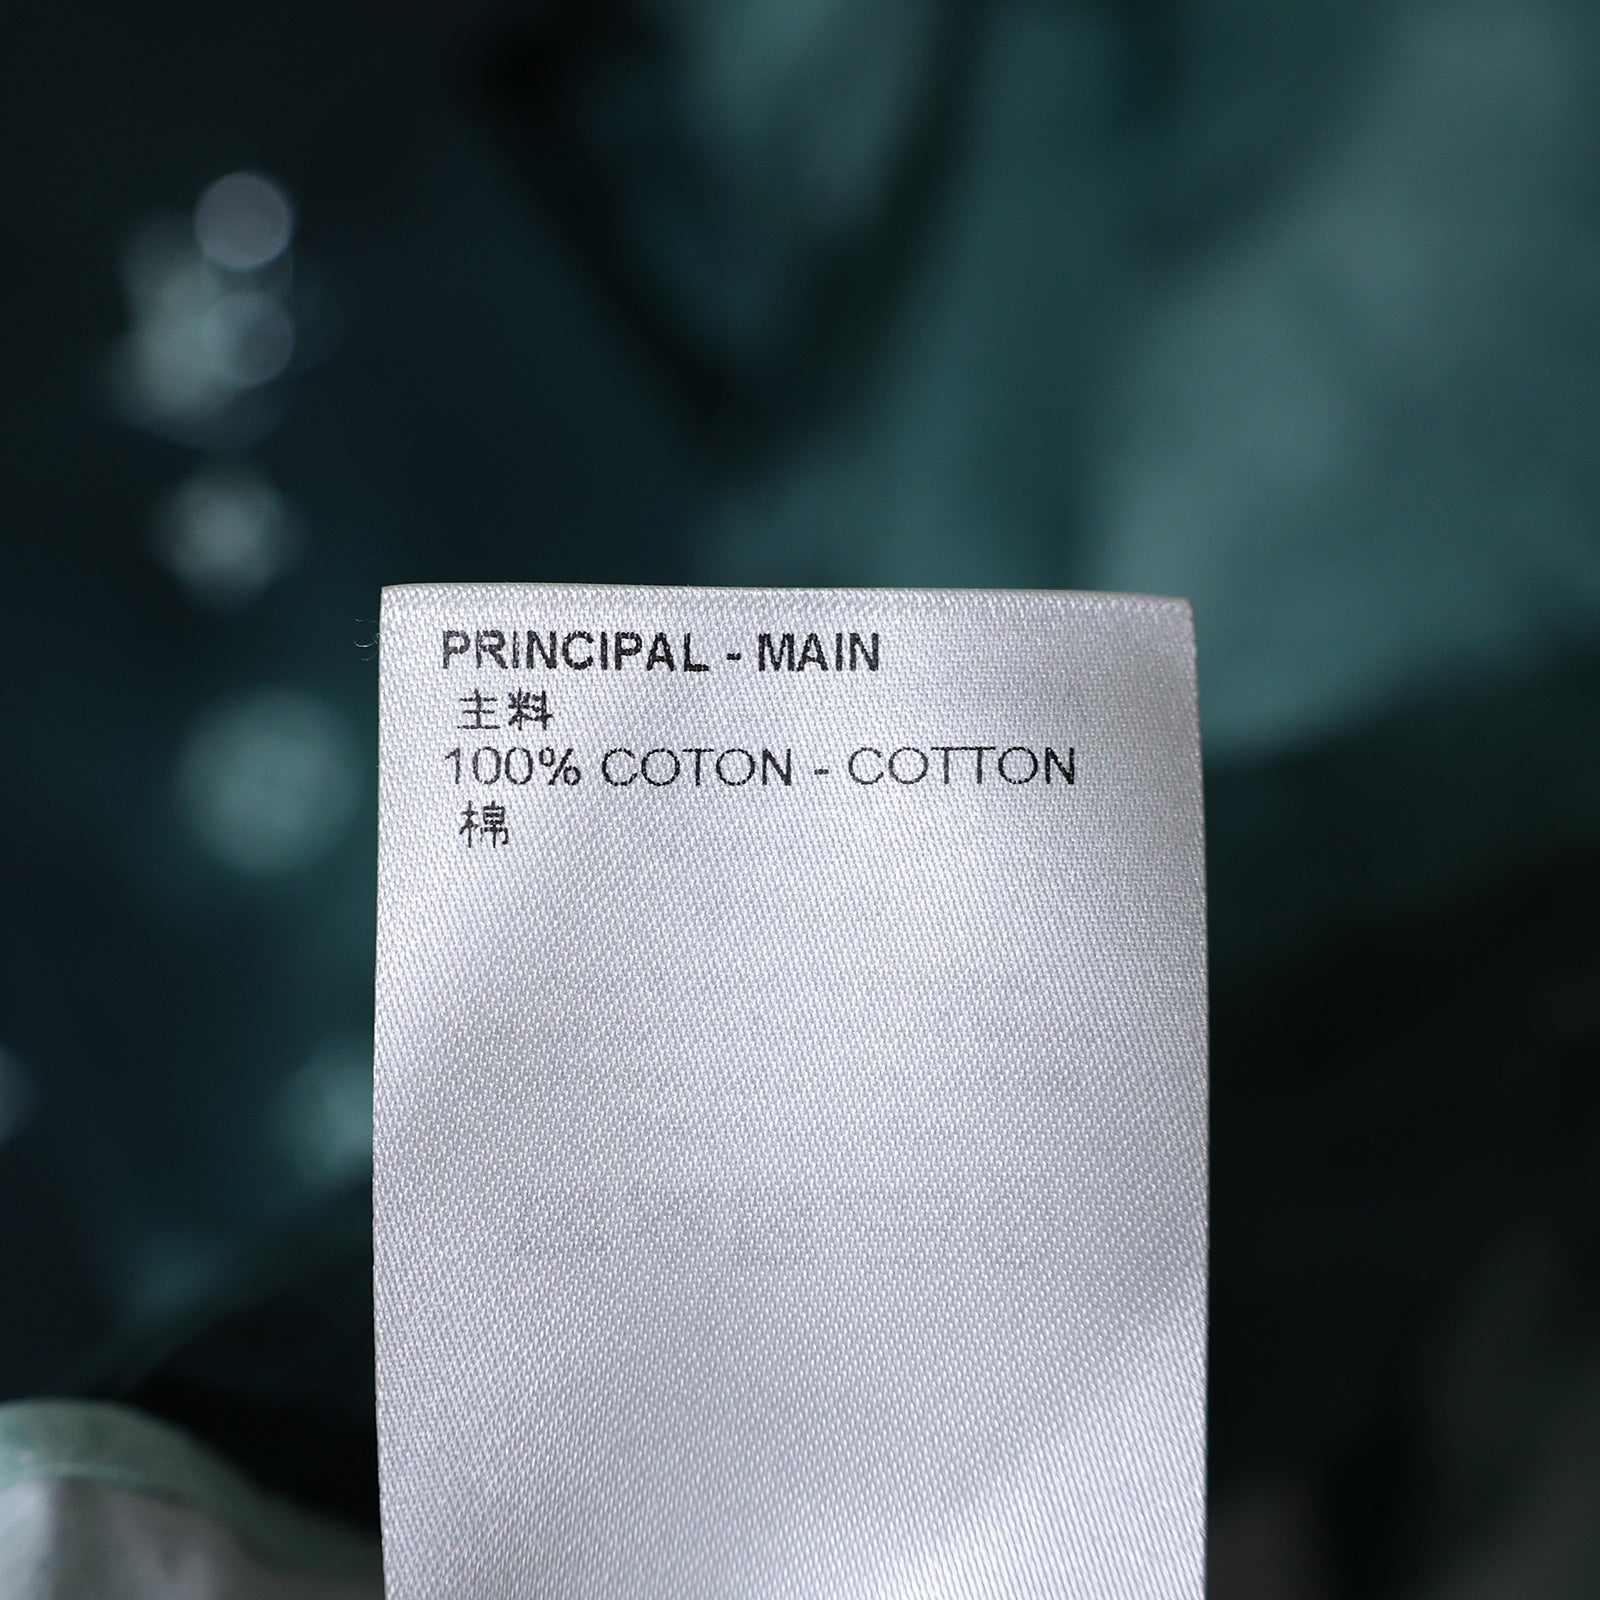 PRINCIPAL - MAIN
主料
100% COTON - COTTON
棉